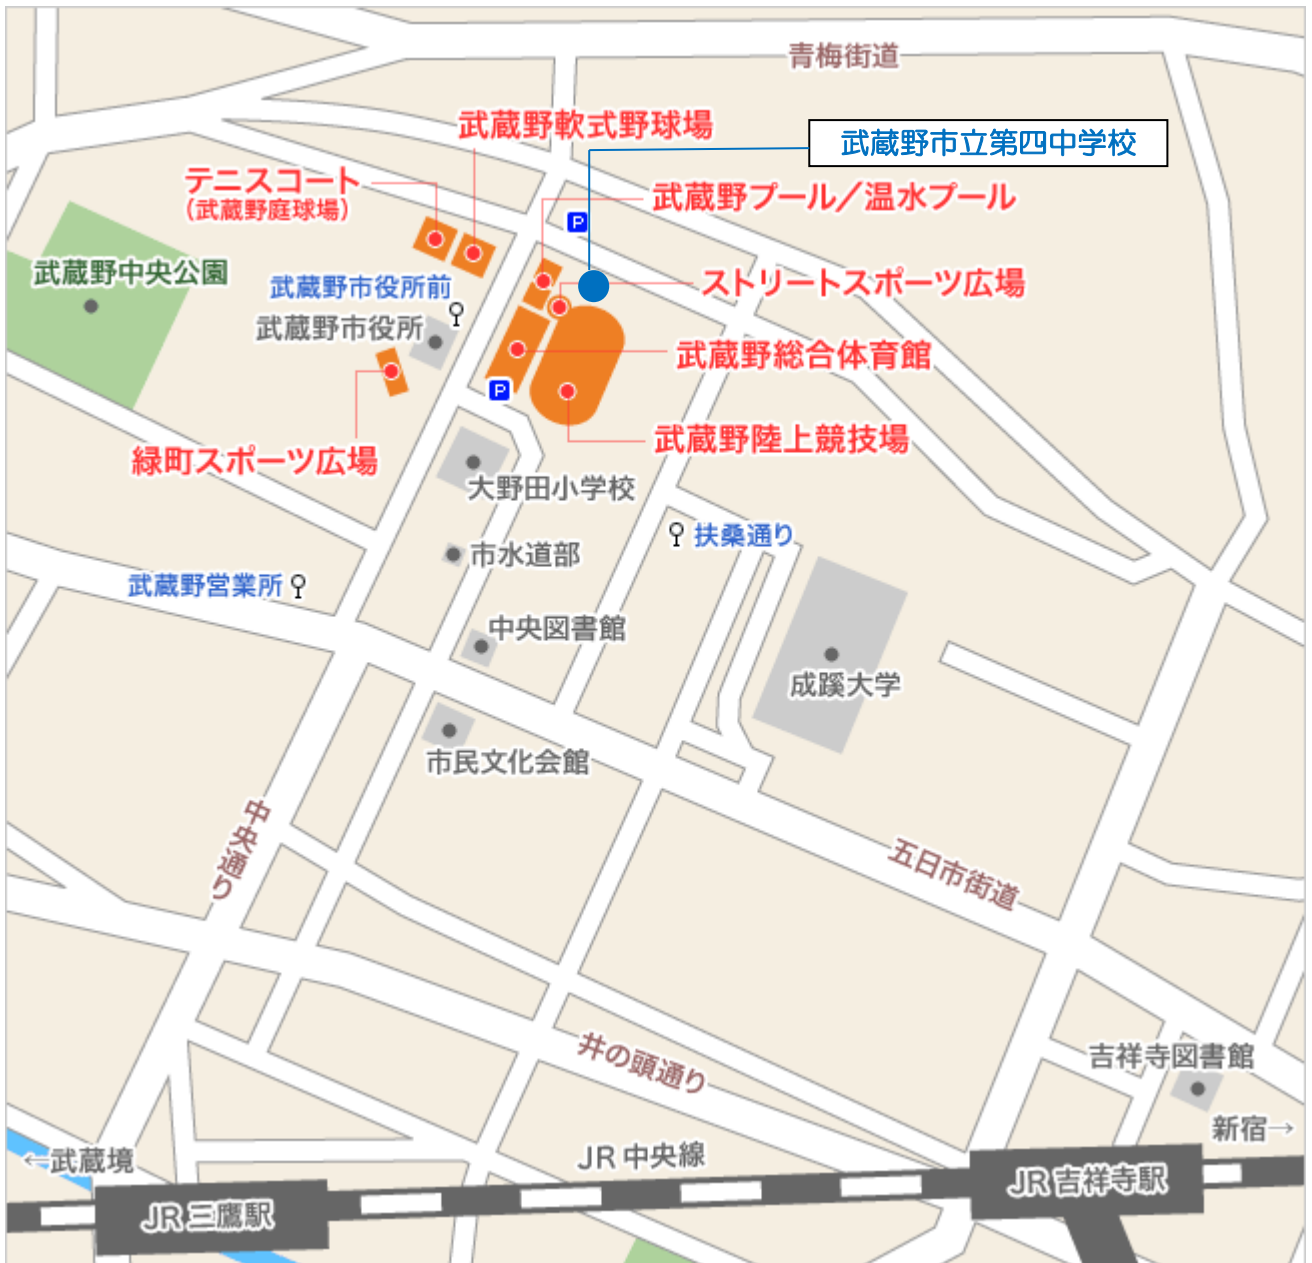 青梅街道
武蔵野軟式野球場
武蔵野市立第四中学校
テニスコート
(武蔵野庭球場)
武蔵野プール／温水プール
P
武蔵野中央公園
武蔵野市役所前
ストリートスポーツ広場
武蔵野市役所
武蔵野総合体育館
P
武蔵野陸上競技場
緑町スポーツ広場
大野田小学校
扶桑通り
市水道部
武蔵野営業所
中央図書館
成蹊大学
市民文化会館
中央通り
五日市街道
井の頭通り
吉祥寺図書館
新宿→
←武蔵境
JR 中央線
JR 吉祥寺駅
JR 三鷹駅